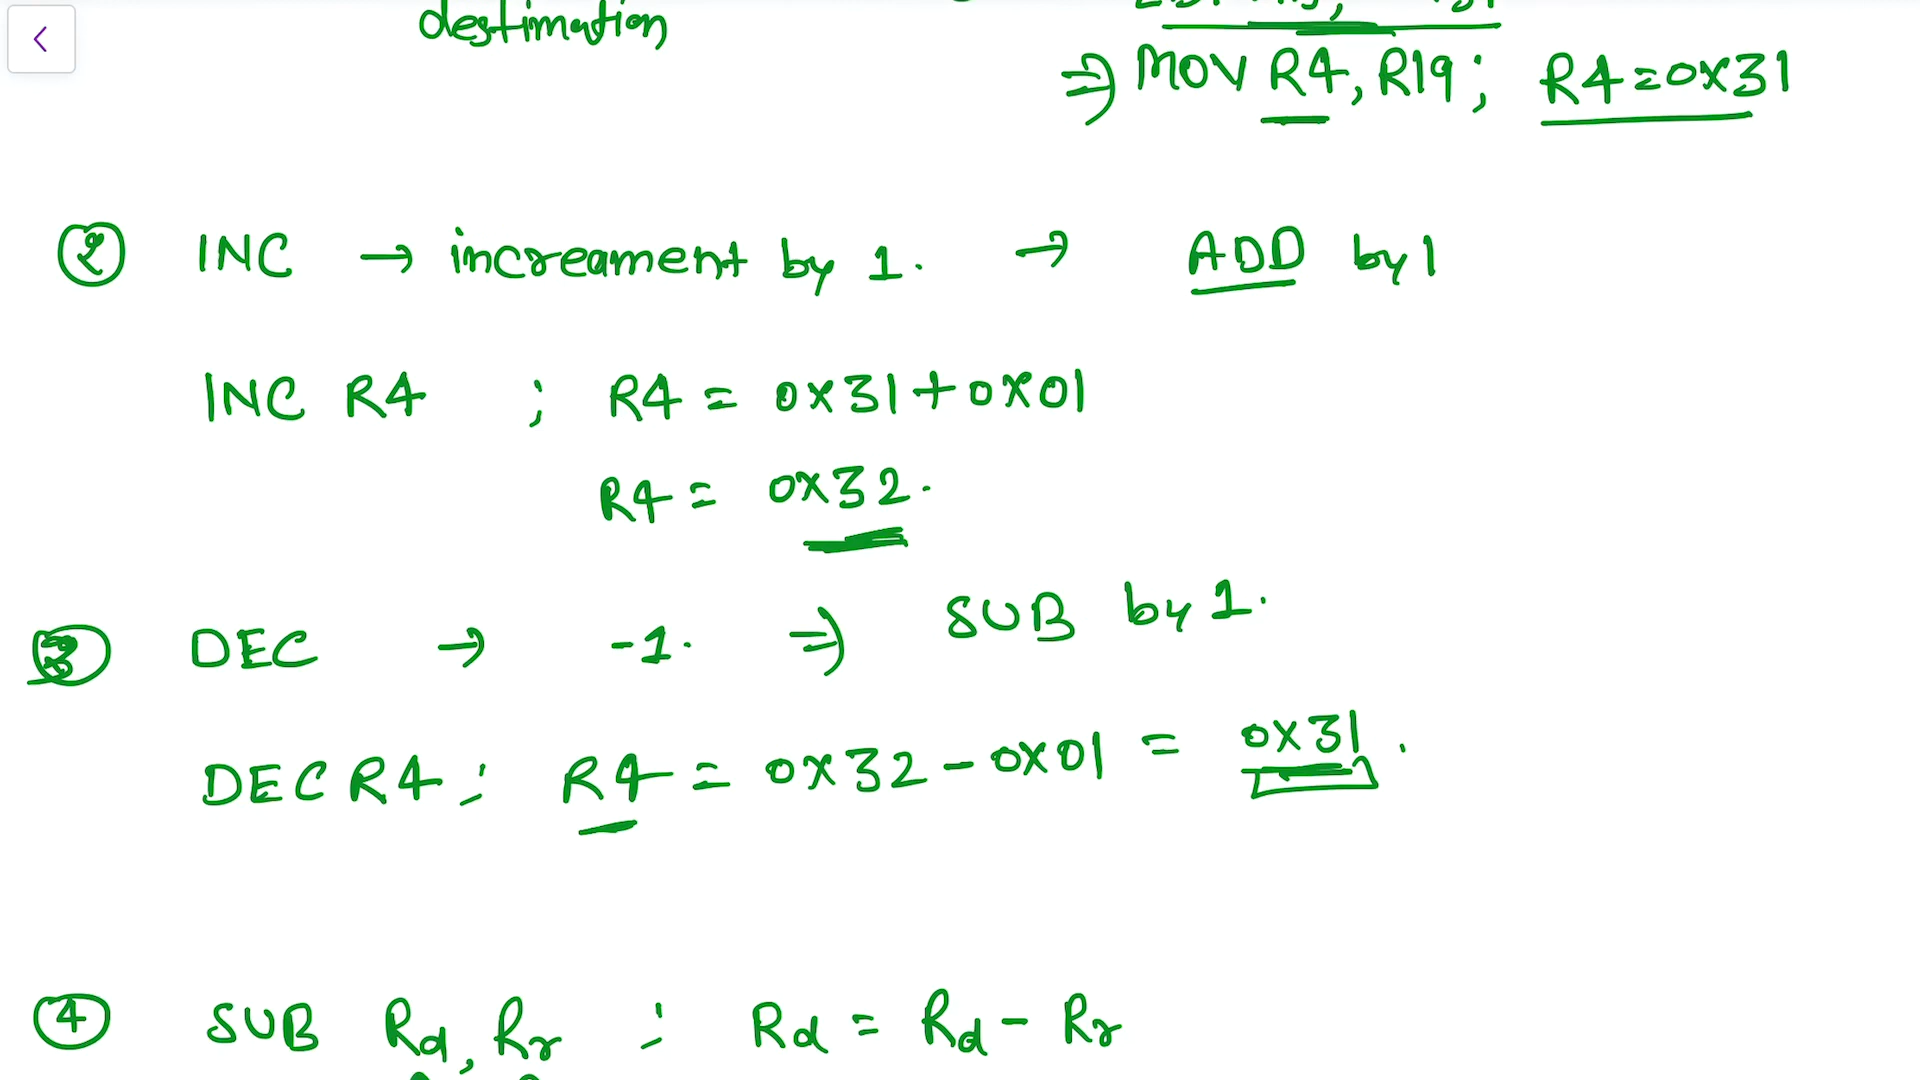 destimation
⇒ MOV R4, R19; R4=0x31
② INC → increament by 1. → ADD by 1
INC R4 ; R4 = 0x31+0x01
R4 = 0x32.
③ DEC → -1. ⇒ SUB by 1.
DEC R4; R4 = 0x32-0x01 = 0x31.
④ SUB Rd, Rr ; Rd = Rd - Rr